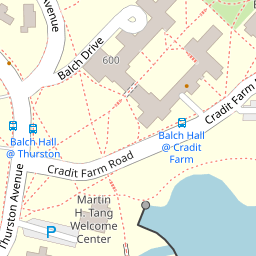 Avenue
Balch Drive
600
Balch Hall
@ Thurston
Balch Hall
@ Cradit
Farm
Cradit Farm
Cradit Farm Road
Thurston Avenue
Martin
H. Tang
Welcome
Center
P